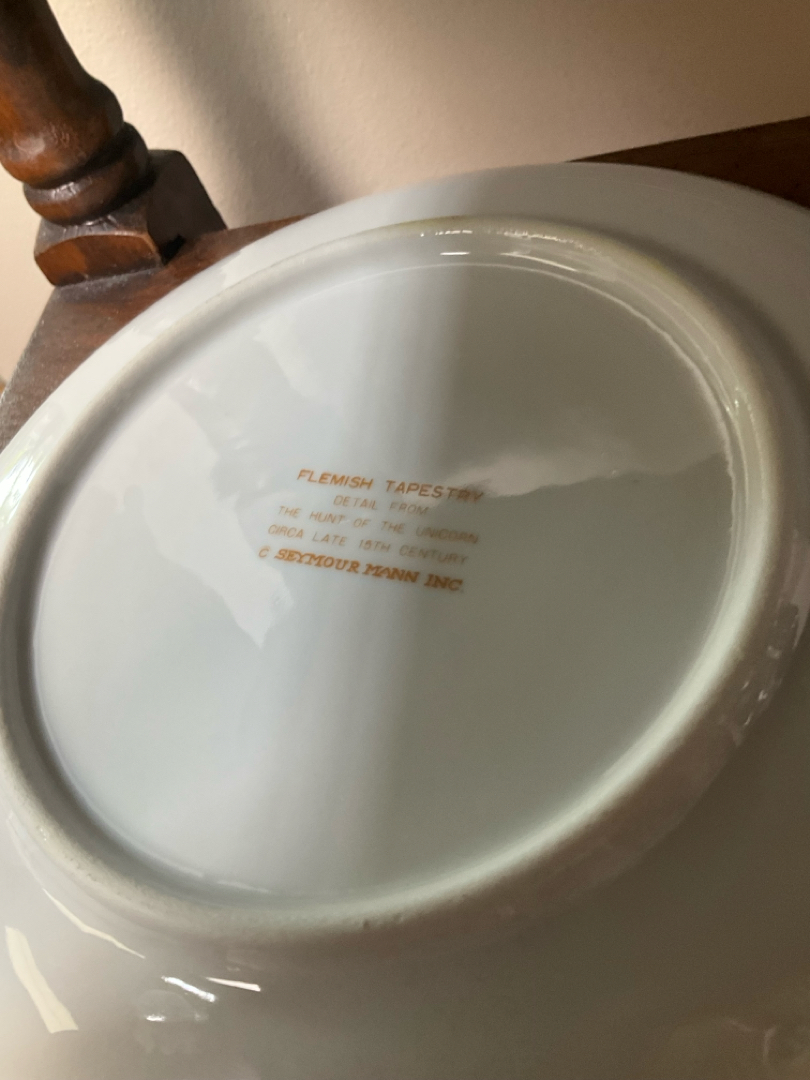 FLEMISH TAPESTRY
DETAIL FROM
THE HUNT OF THE UNICORN
CIRCA LATE 15TH CENTURY
© SEYMOUR MANN INC.